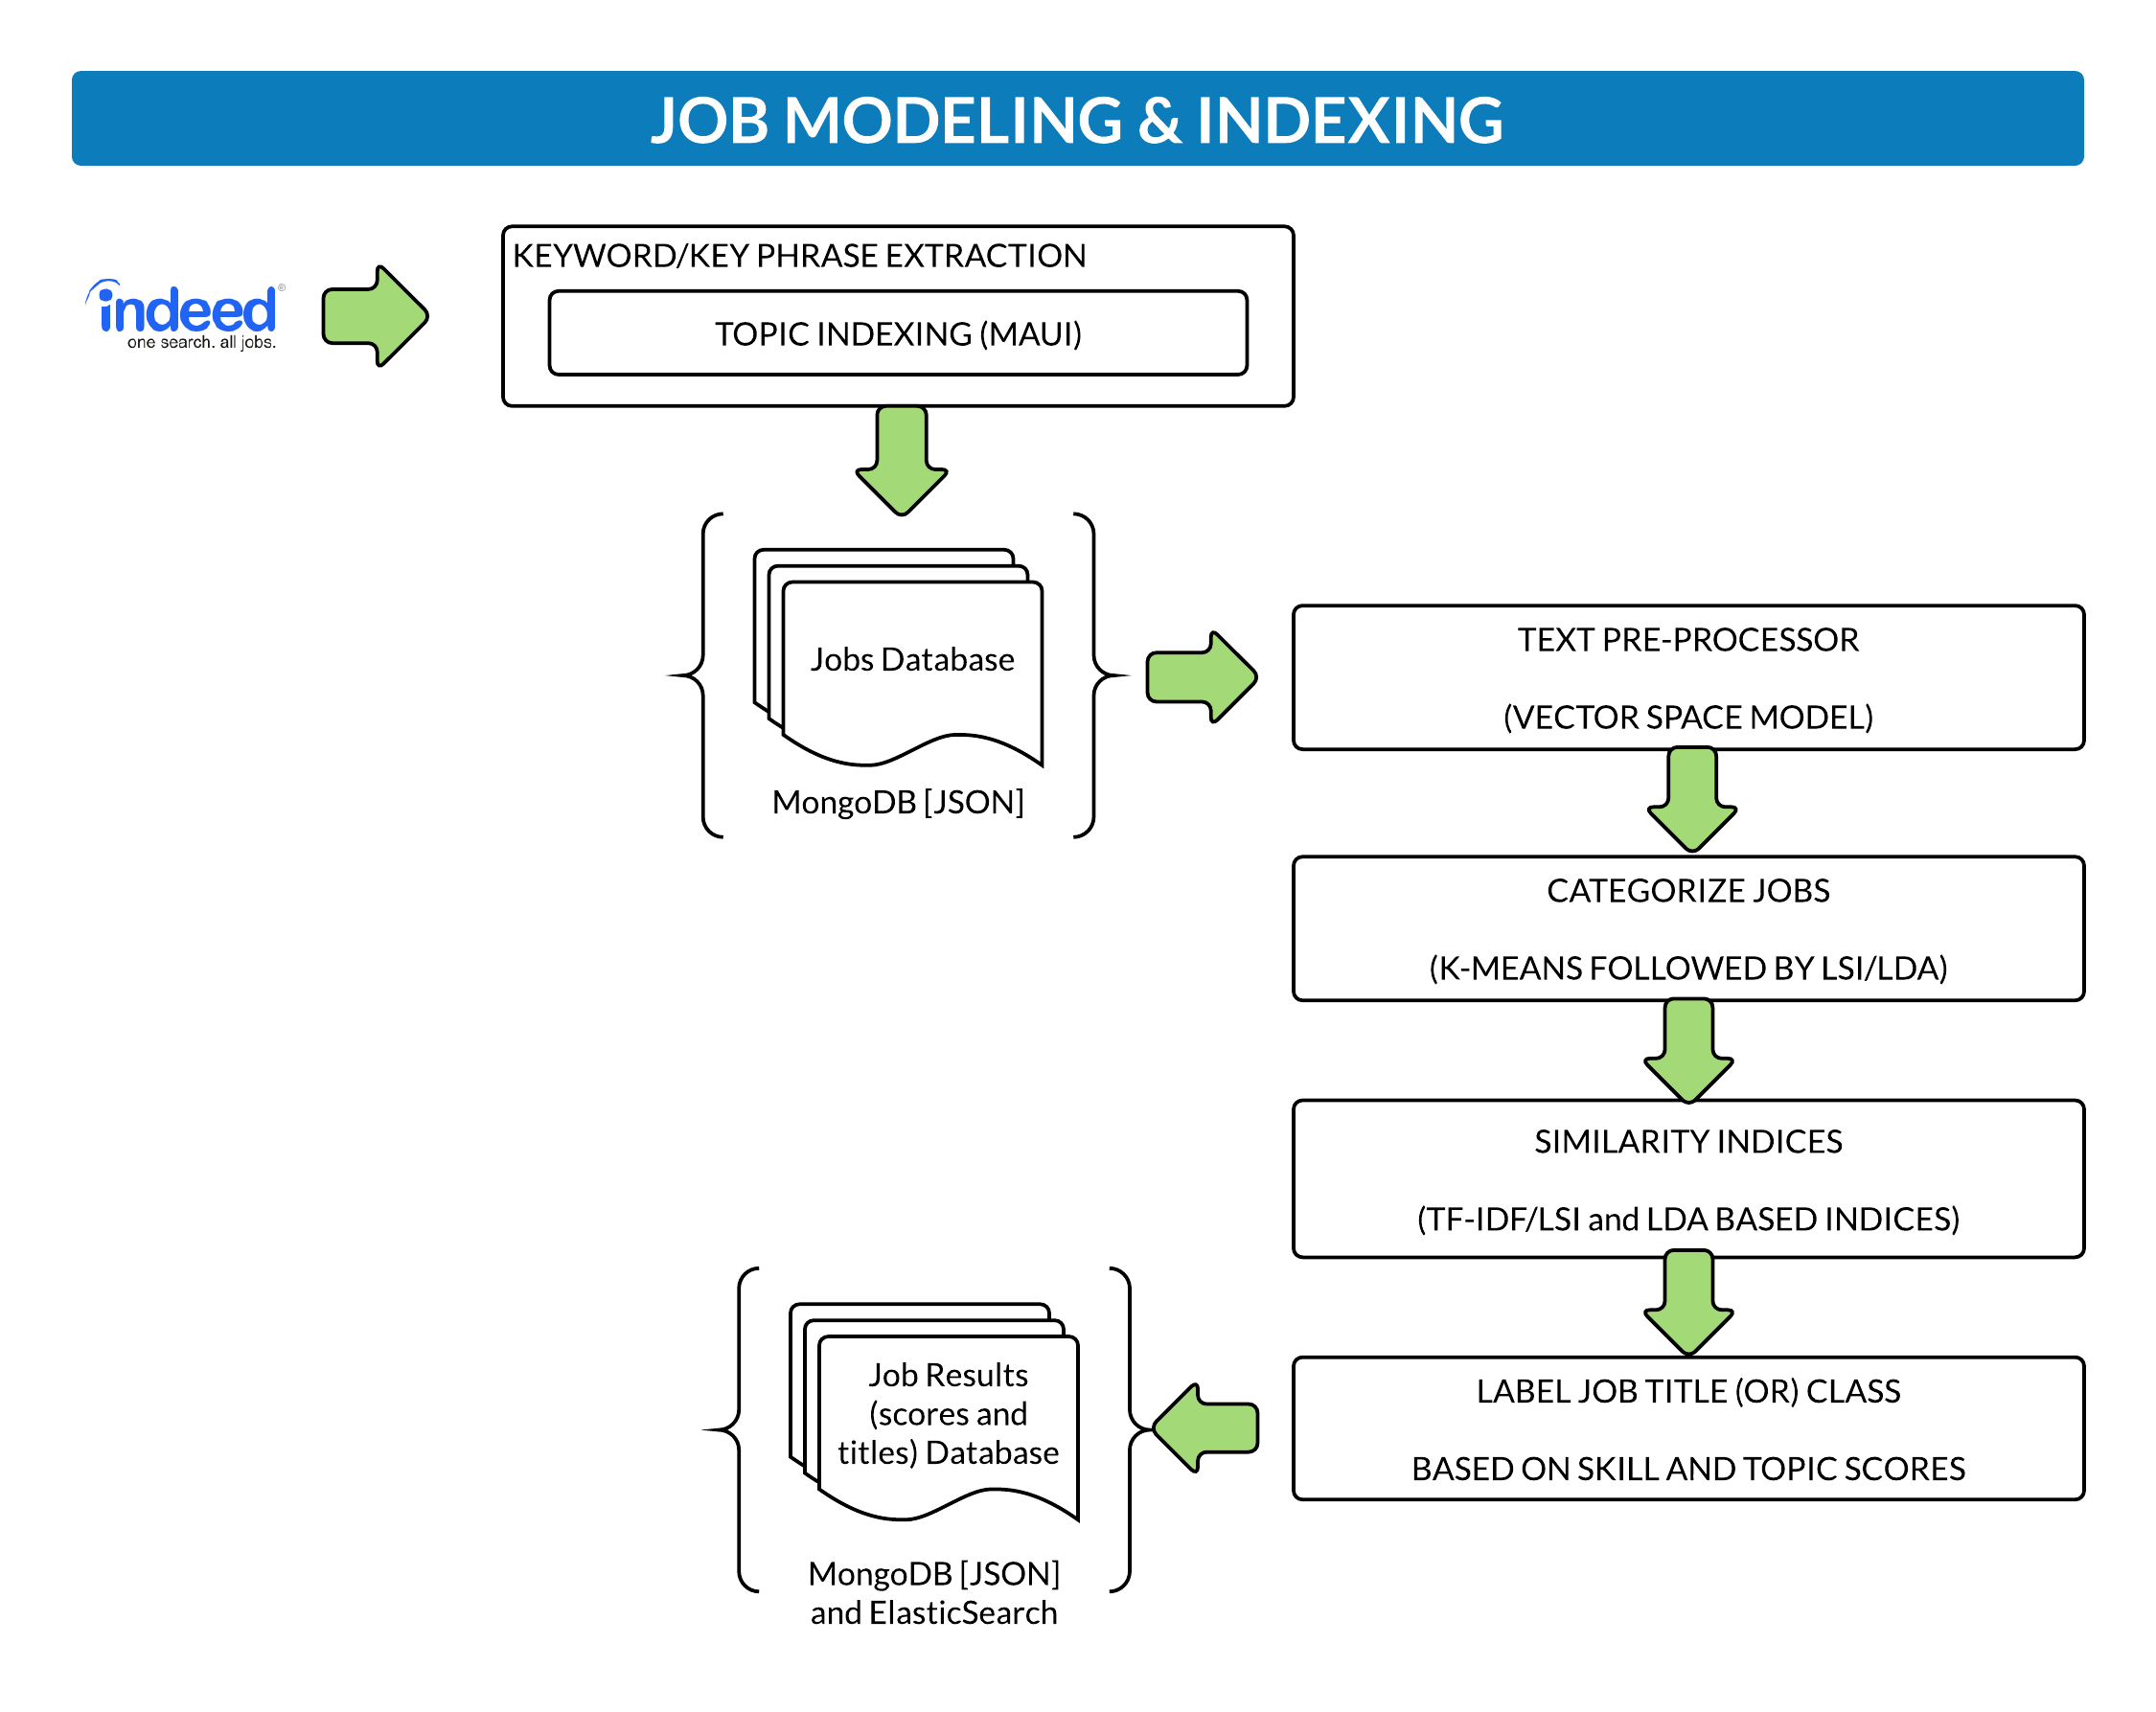 JOB MODELING & INDEXING
indeed®
one search. all jobs.
KEYWORD/KEY PHRASE EXTRACTION
TOPIC INDEXING (MAUI)
Jobs Database
MongoDB [JSON]
TEXT PRE-PROCESSOR
(VECTOR SPACE MODEL)
CATEGORIZE JOBS
(K-MEANS FOLLOWED BY LSI/LDA)
SIMILARITY INDICES
(TF-IDF/LSI and LDA BASED INDICES)
LABEL JOB TITLE (OR) CLASS
BASED ON SKILL AND TOPIC SCORES
Job Results
(scores and
titles) Database
MongoDB [JSON]
and ElasticSearch